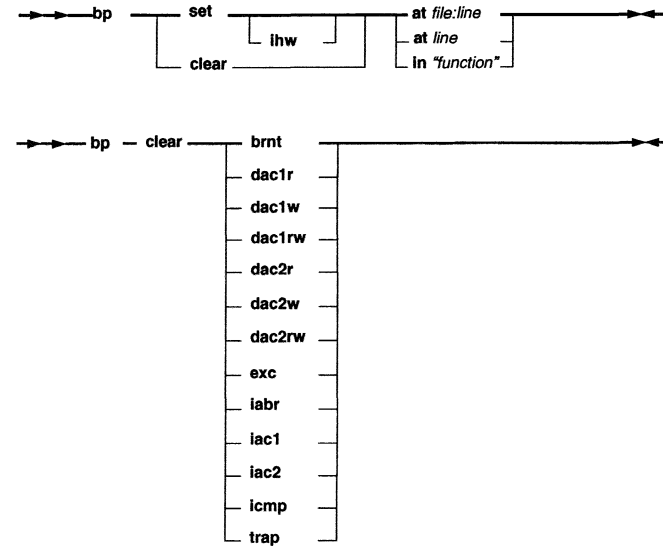 bp set at file:line
ihw at line
clear in "function"
bp clear brnt
dac1r
dac1w
dac1rw
dac2r
dac2w
dac2rw
exc
iabr
iac1
iac2
icmp
trap